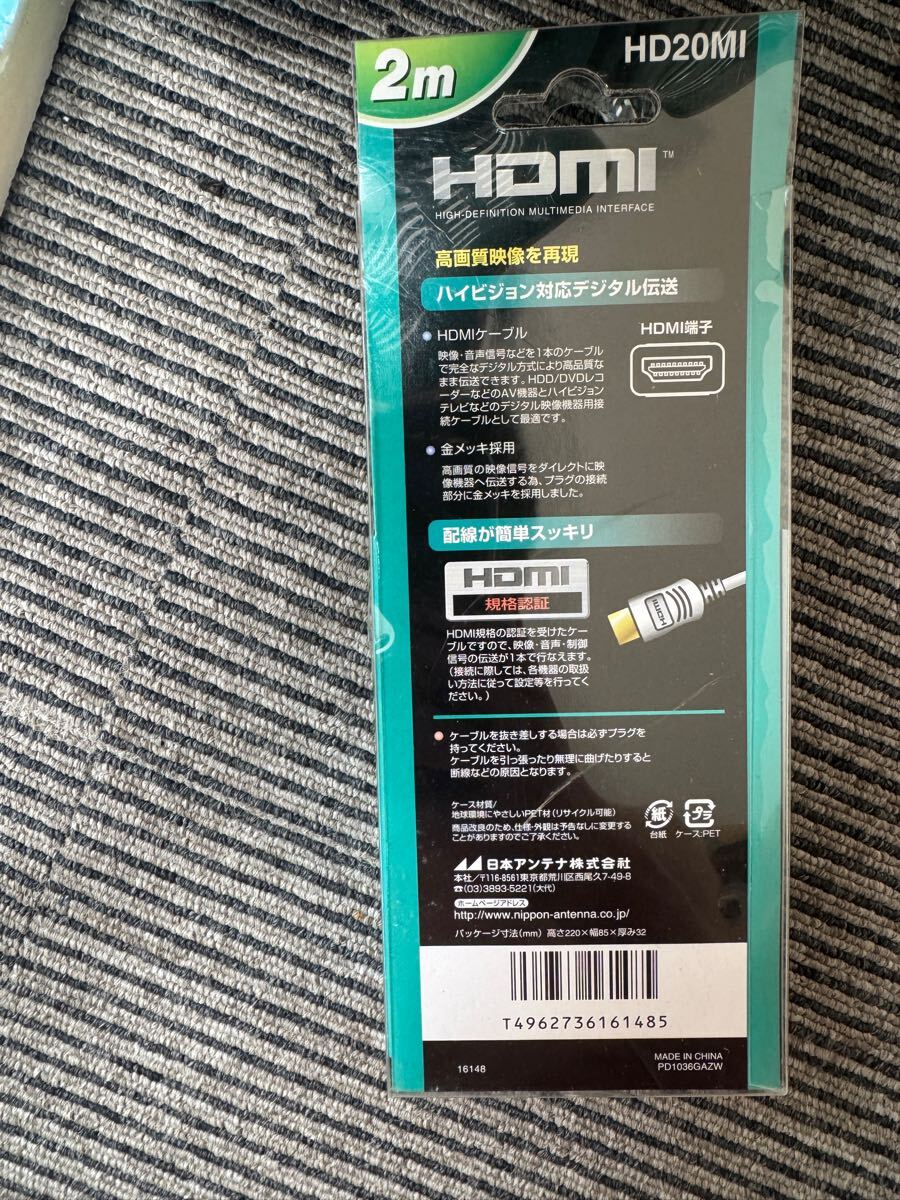 2m
HD20MI
HDMI™
HIGH-DEFINITION MULTIMEDIA INTERFACE
高画質映像を再現
ハイビジョン対応デジタル伝送
HDMIケーブル
映像・音声信号などを1本のケーブル
で完全なデジタル方式により高品質な
まま伝送できます。HDD/DVDレコ
ーダーなどのAV機器とハイビジョン
テレビなどのデジタル映像機器用接
続ケーブルとして最適です。
HDMI端子
金メッキ採用
高画質の映像信号をダイレクトに映
像機器へ伝送する為、プラグの接続
部分に金メッキを採用しました。
配線が簡単スッキリ
HDMI
規格認証
HDMI
HDMI規格の認証を受けたケー
ブルですので、映像・音声・制御
信号の伝送が1本で行なえます。
(接続に際しては、各機器の取扱
い方法に従って設定等を行ってく
ださい。)
ケーブルを抜き差しする場合は必ずプラグを
持ってください。
ケーブルを引っ張ったり無理に曲げたりすると
断線などの原因となります。
ケース材質/
地球環境にやさしいPET材(リサイクル可能)
商品改良のため、仕様・外観は予告なしに変更する
ことがありますのでご了承ください。
紙
台紙
プラ
ケース:PET
日本アンテナ株式会社
本社/〒116-8561東京都荒川区西尾久7-49-8
☎(03)3893-5221(大代)
ホームページアドレス
http://www.nippon-antenna.co.jp/
パッケージ寸法(mm) 高さ220×幅85×厚み32
T4962736161485
16148
MADE IN CHINA
PD1036GAZW